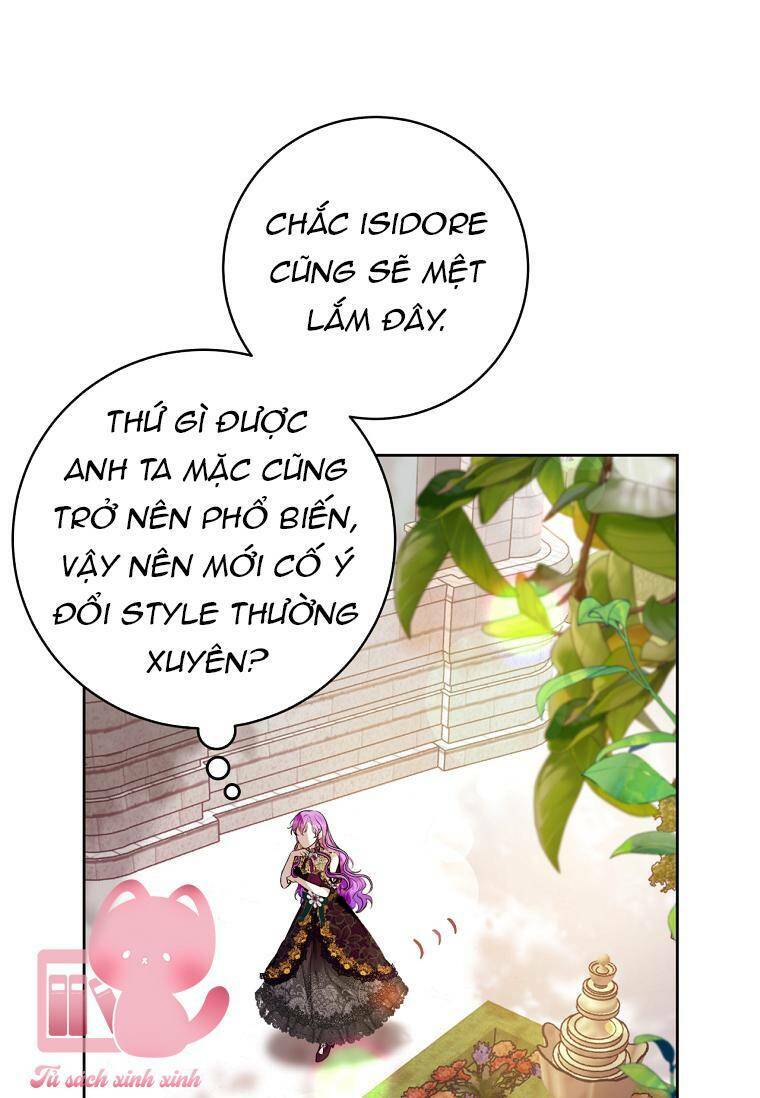 CHẮC ISIDORE
CŨNG SẼ MỆT
LẮM ĐÂY.
THỨ GÌ ĐƯỢC
ANH TA MẶC CŨNG
TRỞ NÊN PHỔ BIẾN,
VẬY NÊN MỚI CỐ Ý
ĐỔI STYLE THƯỜNG
XUYÊN?
Tủ sách xinh xinh